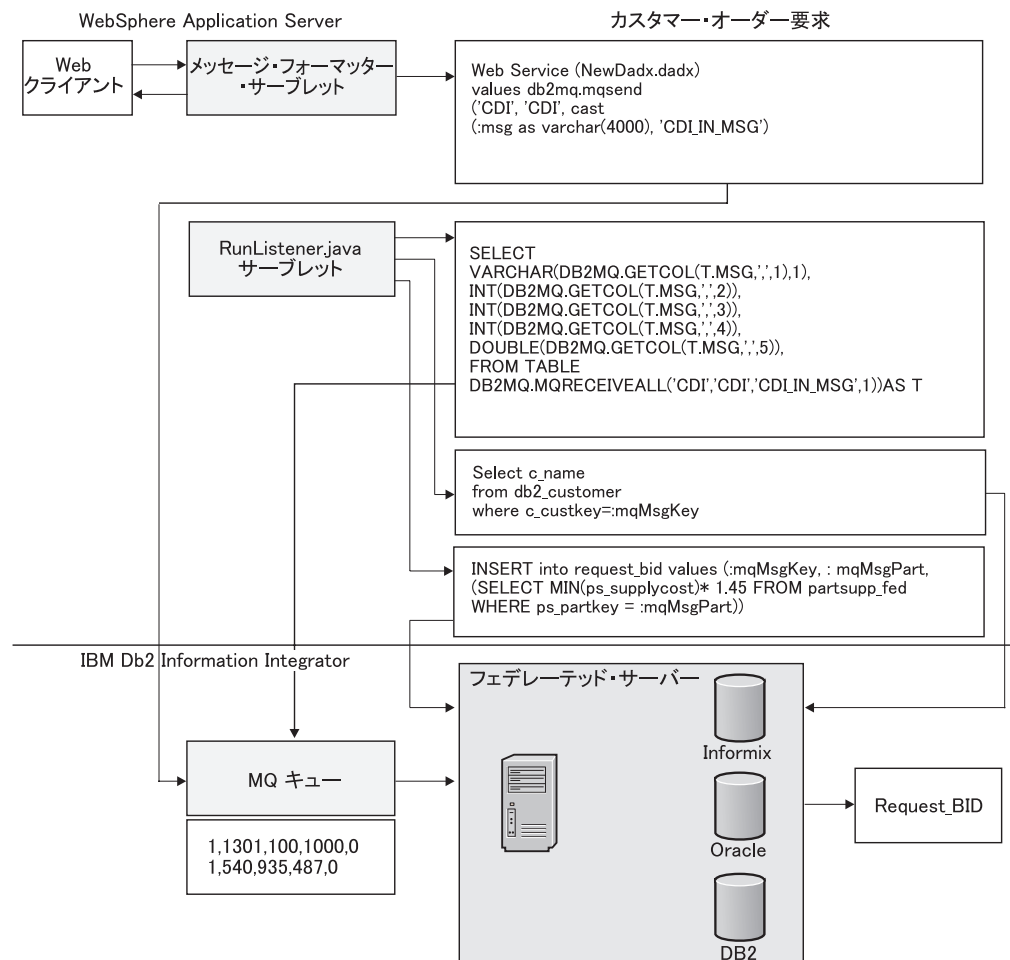 WebSphere Application Server
カスタマー・オーダー要求
Web
クライアント
メッセージ・フォーマッター
・サーブレット
Web Service (NewDadx.dadx)
values db2mq.mqsend
('CDI', 'CDI', cast
(:msg as varchar(4000), 'CDI_IN_MSG')
RunListener.java
サーブレット
SELECT
VARCHAR(DB2MQ.GETCOL(T.MSG,',',1),1),
INT(DB2MQ.GETCOL(T.MSG,',',2)),
INT(DB2MQ.GETCOL(T.MSG,',',3)),
INT(DB2MQ.GETCOL(T.MSG,',',4)),
DOUBLE(DB2MQ.GETCOL(T.MSG,',',5)),
FROM TABLE
DB2MQ.MQRECEIVEALL('CDI','CDI','CDI_IN_MSG',1))AS T
Select c_name
from db2_customer
where c_custkey=:mqMsgKey
INSERT into request_bid values (:mqMsgKey, : mqMsgPart,
(SELECT MIN(ps_supplycost)* 1.45 FROM partsupp_fed
WHERE ps_partkey = :mqMsgPart))
IBM Db2 Information Integrator
フェデレーテッド・サーバー
Informix
MQ キュー
Request_BID
1,1301,100,1000,0
1,540,935,487,0
Oracle
DB2